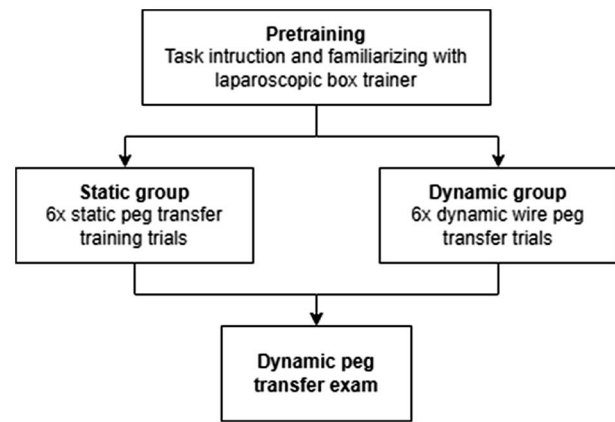 Pretraining
Task intruction and familiarizing with
laparoscopic box trainer
Static group
6x static peg transfer
training trials
Dynamic group
6x dynamic wire peg
transfer trials
Dynamic peg
transfer exam